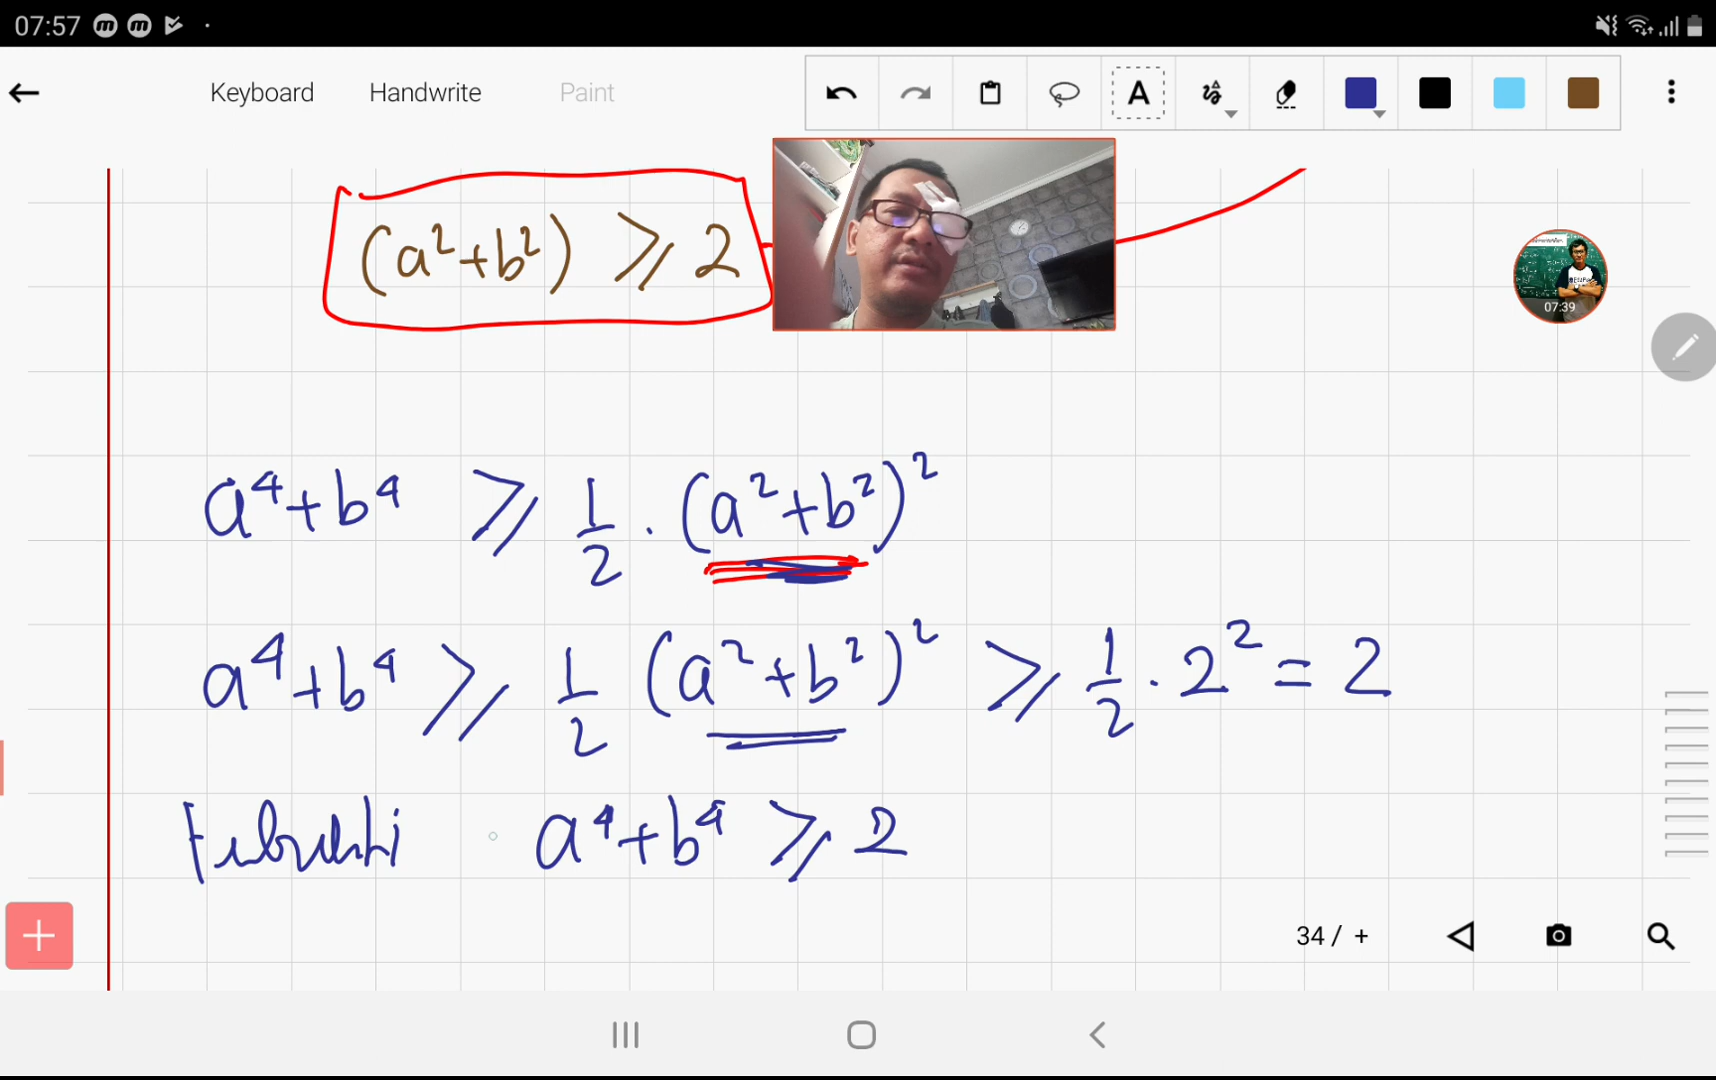 07:57
Keyboard Handwrite Paint
A
(a²+b²) ≥ 2
07:39
a⁴+b⁴ ≥ 1/2 · (a²+b²)²
a⁴+b⁴ ≥ 1/2 (a²+b²)² ≥ 1/2 · 2² = 2
terbukti a⁴+b⁴ ≥ 2
34 / +